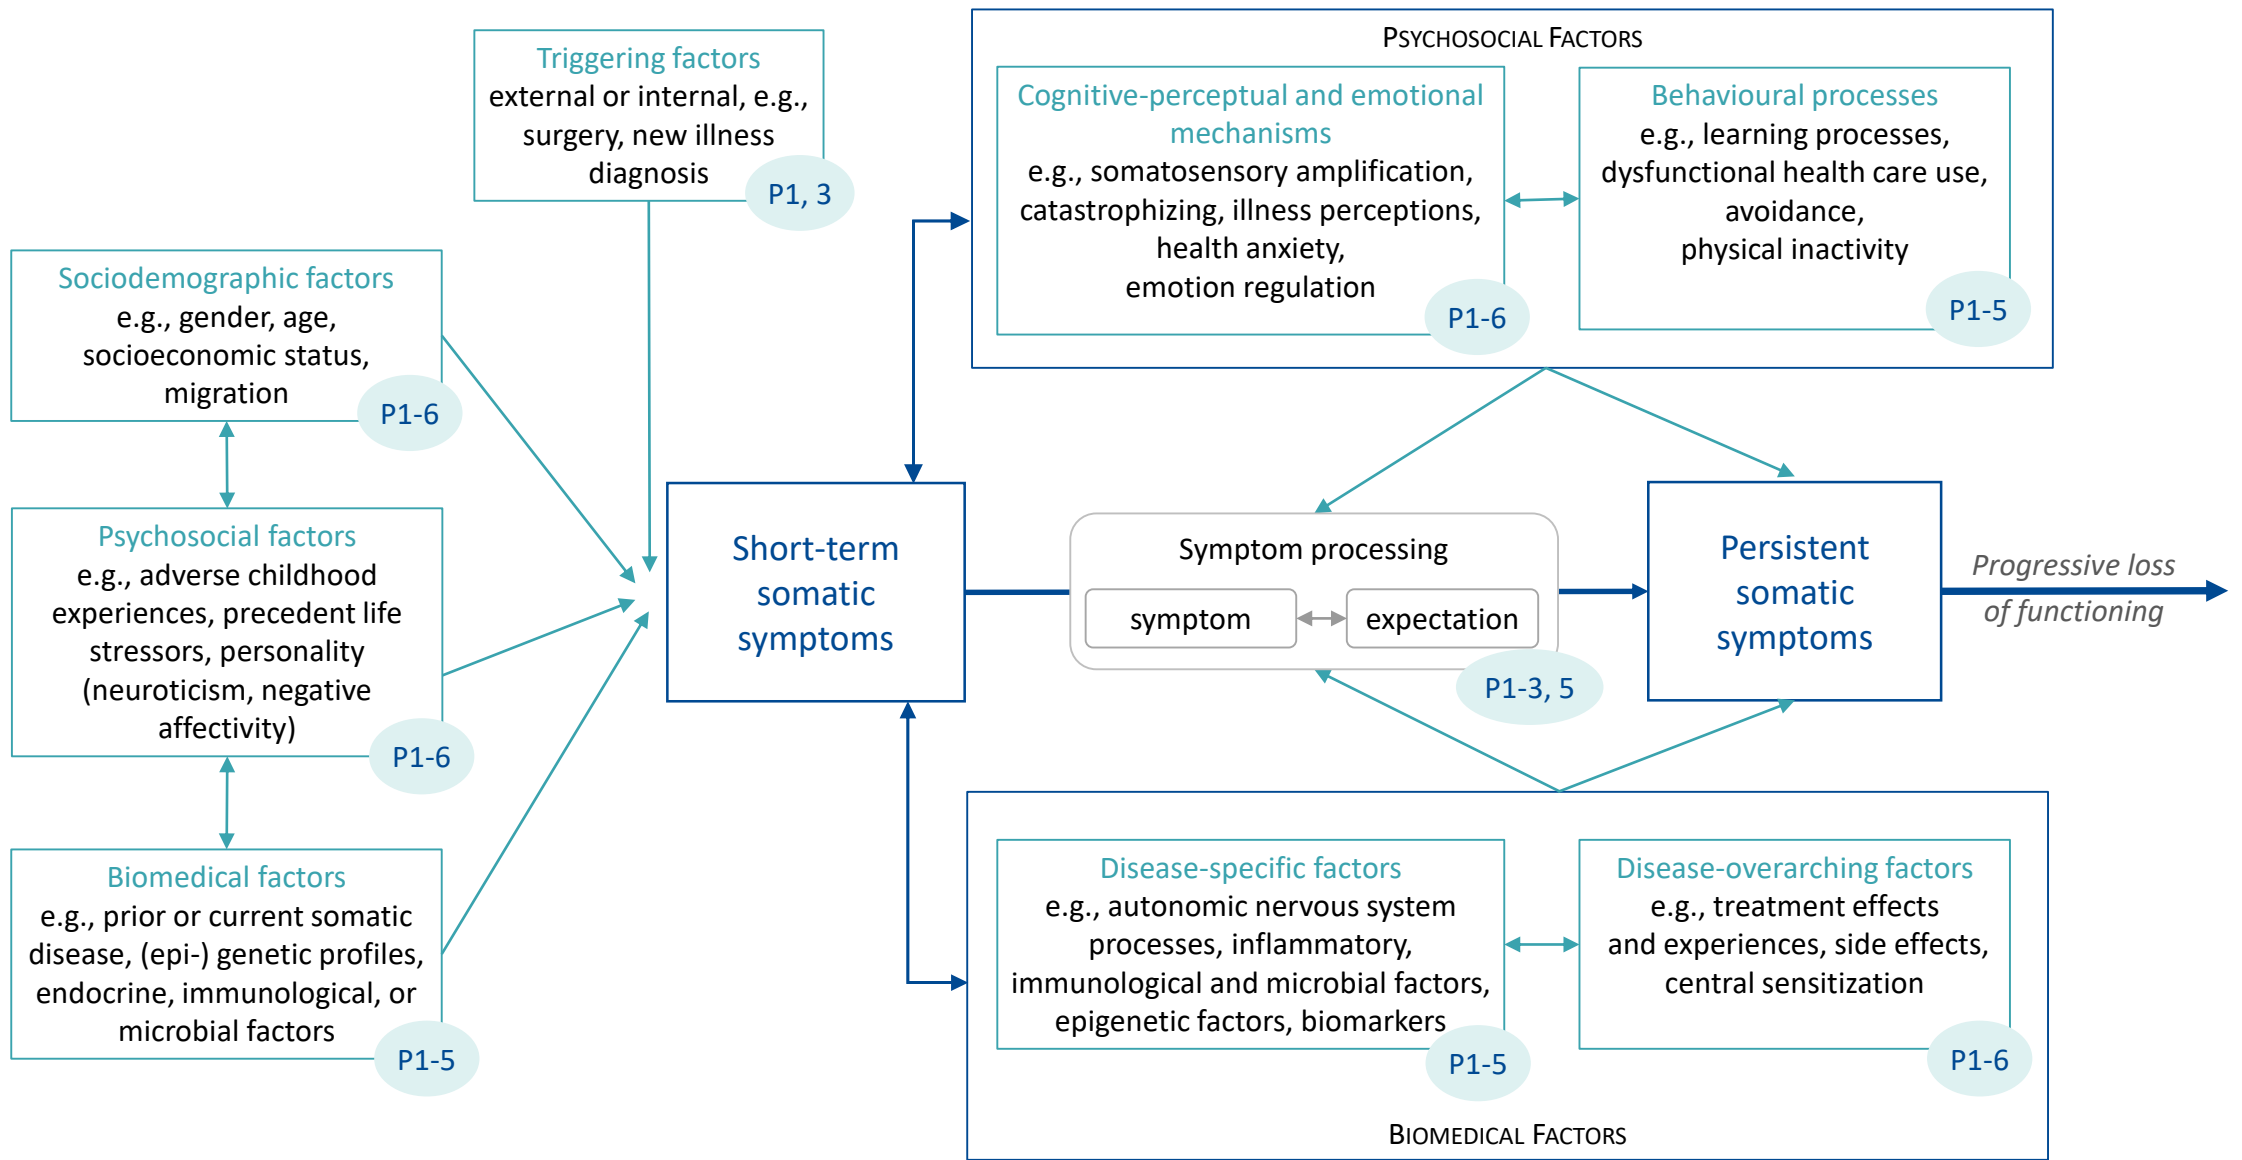 Triggering factors
external or internal, e.g.,
surgery, new illness
diagnosis
P1, 3
Sociodemographic factors
e.g., gender, age,
socioeconomic status,
migration
P1-6
Psychosocial factors
e.g., adverse childhood
experiences, precedent life
stressors, personality
(neuroticism, negative
affectivity)
P1-6
Biomedical factors
e.g., prior or current somatic
disease, (epi-) genetic profiles,
endocrine, immunological, or
microbial factors
P1-5
Short-term
somatic
symptoms
PSYCHOSOCIAL FACTORS
Cognitive-perceptual and emotional
mechanisms
e.g., somatosensory amplification,
catastrophizing, illness perceptions,
health anxiety,
emotion regulation
P1-6
Behavioural processes
e.g., learning processes,
dysfunctional health care use,
avoidance,
physical inactivity
P1-5
Symptom processing
symptom
expectation
P1-3, 5
Persistent
somatic
symptoms
Progressive loss
of functioning
Disease-specific factors
e.g., autonomic nervous system
processes, inflammatory,
immunological and microbial factors,
epigenetic factors, biomarkers
P1-5
Disease-overarching factors
e.g., treatment effects
and experiences, side effects,
central sensitization
P1-6
BIOMEDICAL FACTORS